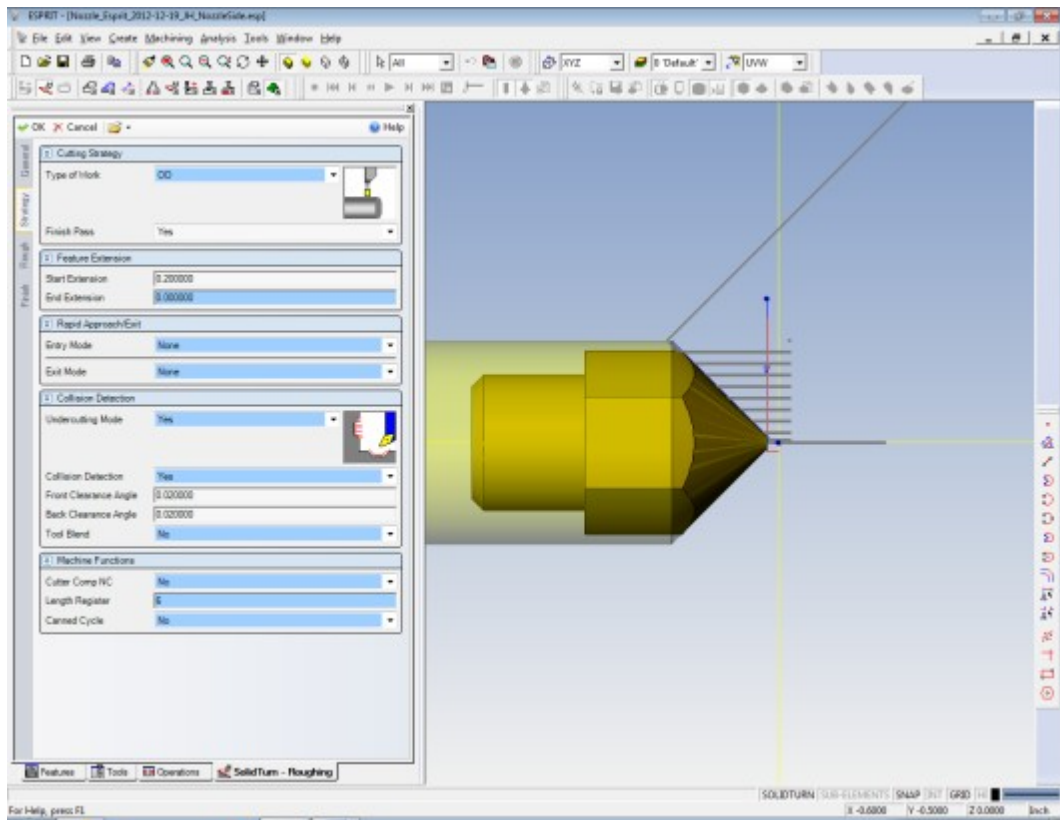 ESPRIT - [Nozzle_Esprit_2012-12-19_JH_NozzleSide.esp]
File Edit View Create Machining Analysis Tools Window Help
All XYZ 0 'Default' UVW
OK Cancel Help
General
Strategy
Rough
Finish
Cutting Strategy
Type of Work OD
Finish Pass Yes
Feature Extension
Start Extension 0.200000
End Extension 0.000000
Rapid Approach/Exit
Entry Mode None
Exit Mode None
Collision Detection
Undercutting Mode Yes
Collision Detection Yes
Front Clearance Angle 0.020000
Back Clearance Angle 0.020000
Tool Blend No
Machine Functions
Cutter Comp NC No
Length Register 6
Canned Cycle No
Features Tools Operations SolidTurn - Roughing
SOLIDTURN SUB-ELEMENTS SNAP INT GRID HI
For Help, press F1 X -0.6000 Y -0.5000 Z 0.0000 Inch